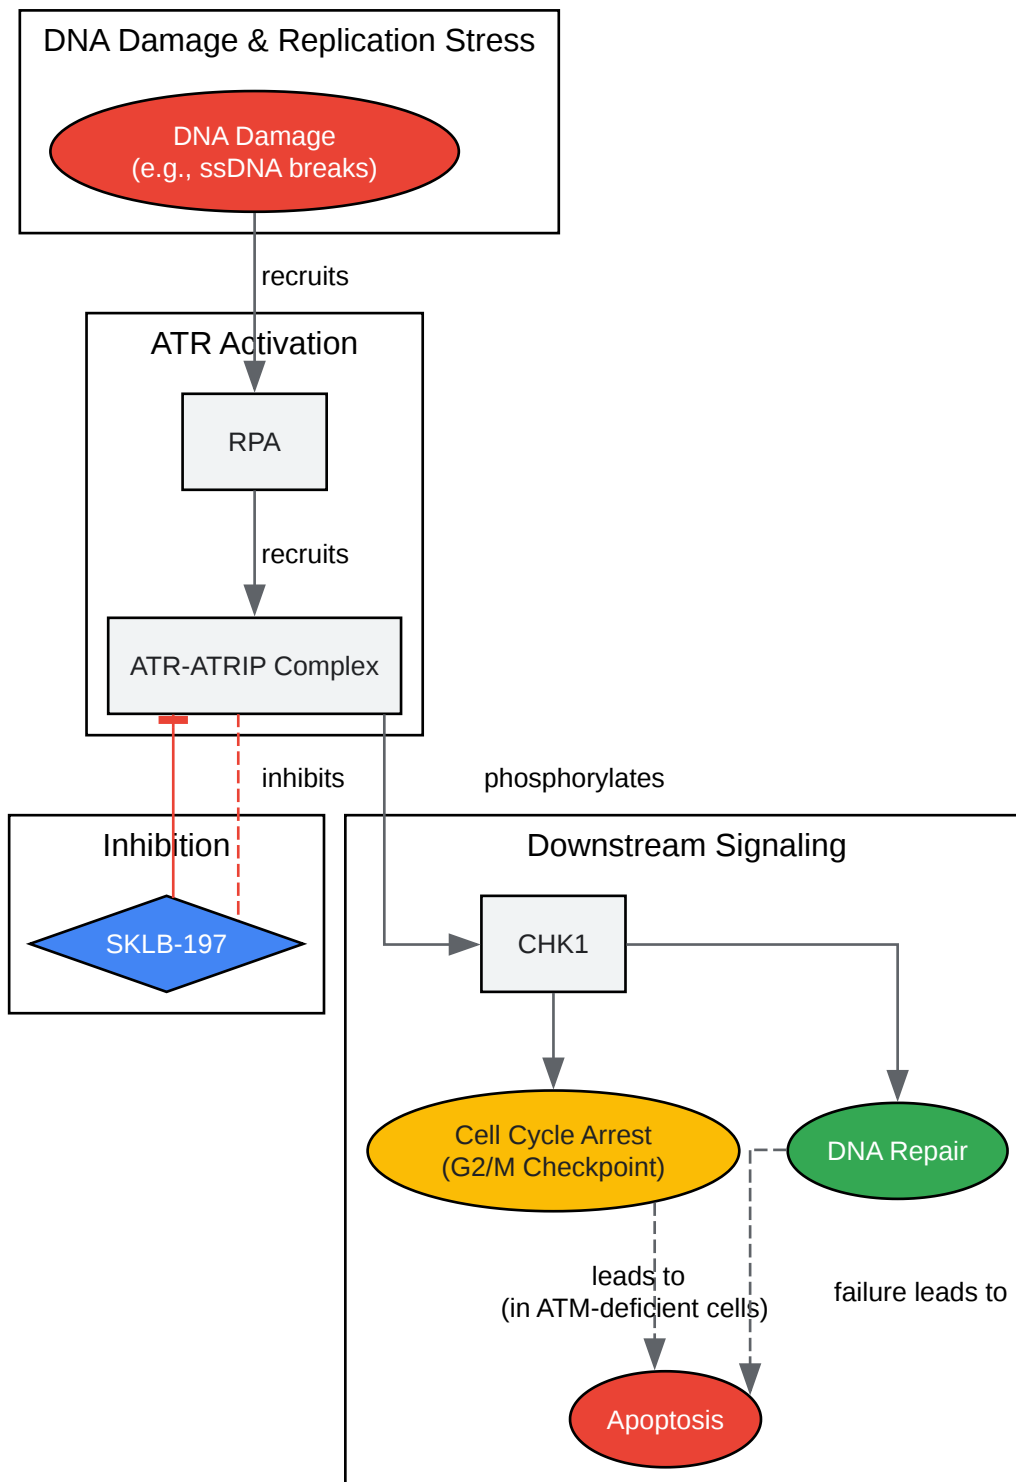 DNA Damage & Replication Stress
DNA Damage
(e.g., ssDNA breaks)
recruits
ATR Activation
RPA
recruits
ATR-ATRIP Complex
inhibits
phosphorylates
Inhibition
SKLB-197
Downstream Signaling
CHK1
Cell Cycle Arrest
(G2/M Checkpoint)
DNA Repair
leads to
(in ATM-deficient cells)
failure leads to
Apoptosis